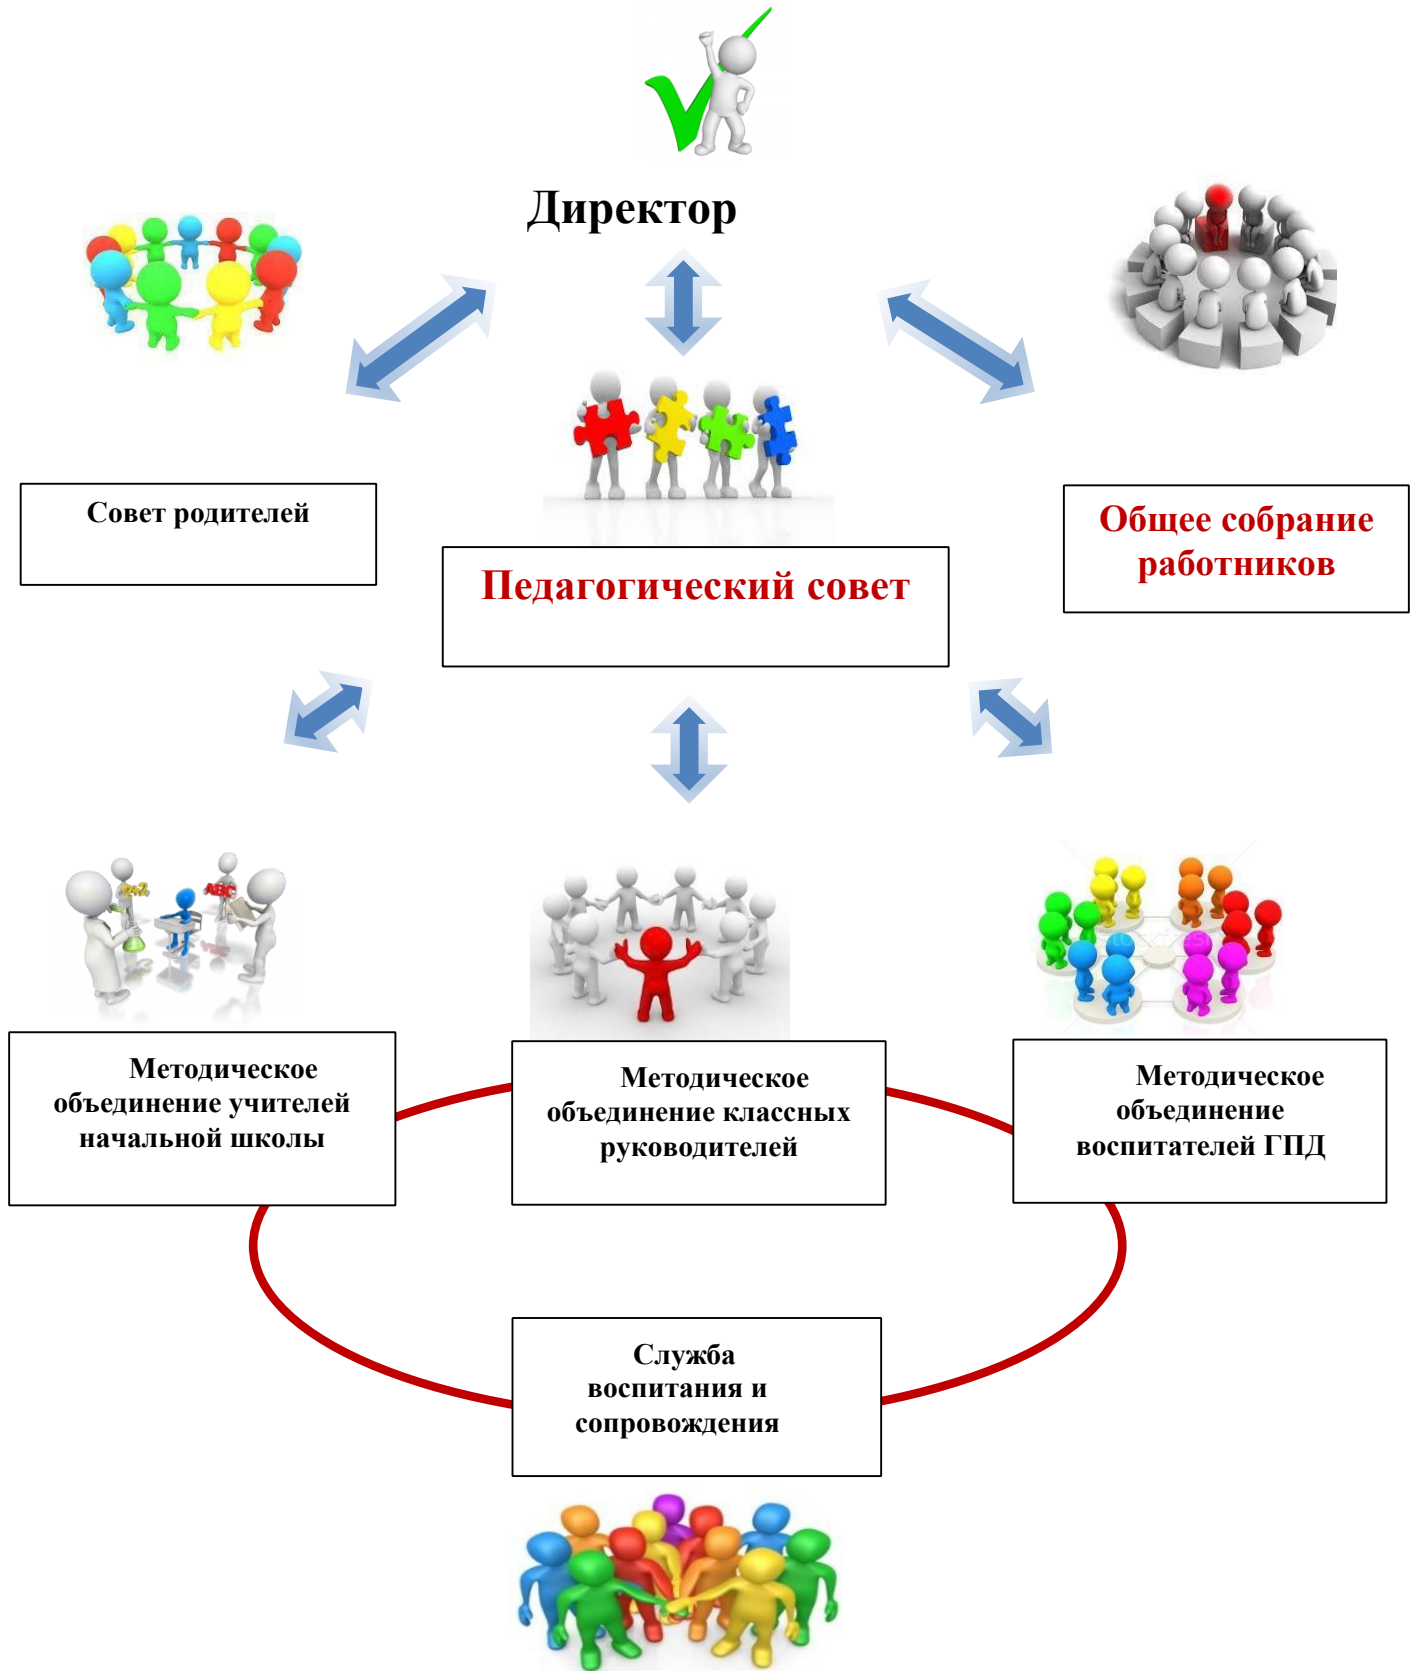 Директор
Совет родителей
Общее собрание
работников
Педагогический совет
Методическое
объединение учителей
начальной школы
Методическое
объединение классных
руководителей
Методическое
объединение
воспитателей ГПД
Служба
воспитания и
сопровождения
ABC